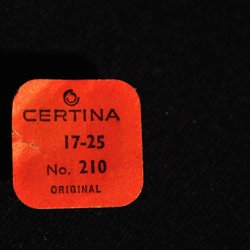 CERTINA
17-25
No. 210
ORIGINAL